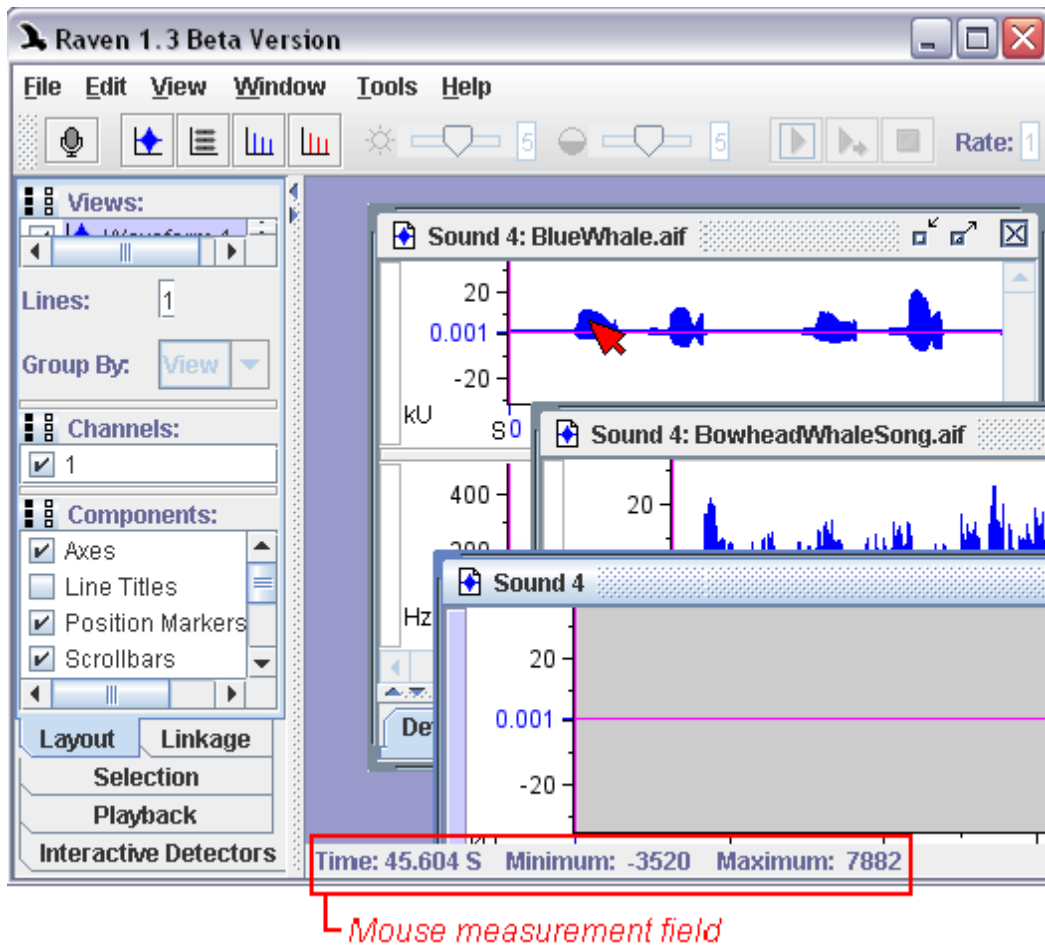 Raven 1.3 Beta Version
File Edit View Window Tools Help
5 5 Rate: 1
Views:
Lines: 1
Group By: View
Channels:
1
Components:
Axes
Line Titles
Position Markers
Scrollbars
Layout Linkage
Selection
Playback
Interactive Detectors
Sound 4: BlueWhale.aif
20
0.001
-20
kU
S 0
400
Hz
Sound 4: BowheadWhaleSong.aif
20
Sound 4
20
0.001
-20
Time: 45.604 S Minimum: -3520 Maximum: 7882
Mouse measurement field